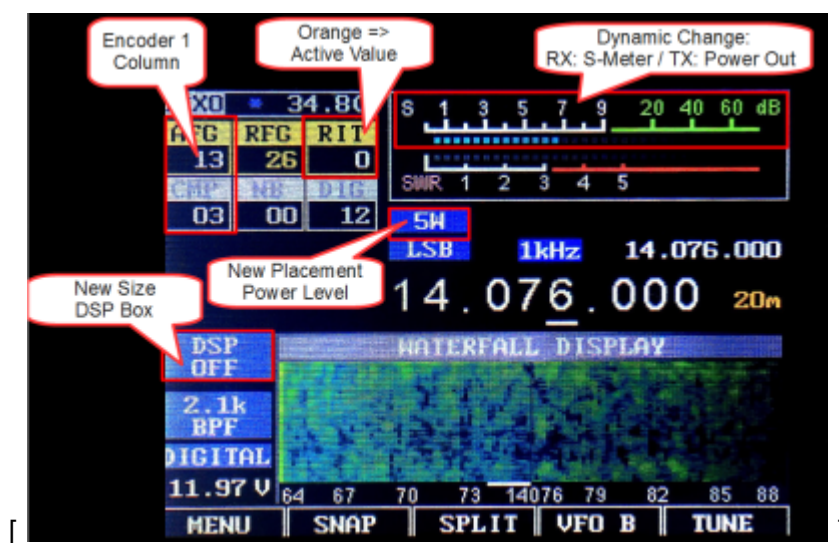 Encoder 1
Column
Orange =>
Active Value
Dynamic Change:
RX: S-Meter / TX: Power Out
S 1 3 5 7 9 20 40 60 dB
AFG RFG RIT
13 26 0
SWR 1 2 3 4 5
CMP NB DIG
03 00 12
5W
LSB 1kHz 14.076.000
New Placement
Power Level
14.076.000 20m
New Size
DSP Box
DSP
OFF
WATERFALL DISPLAY
2.1k
BPF
DIGITAL
11.97 V
64 67 70 73 14076 79 82 85 88
MENU SNAP SPLIT VFO B TUNE
[